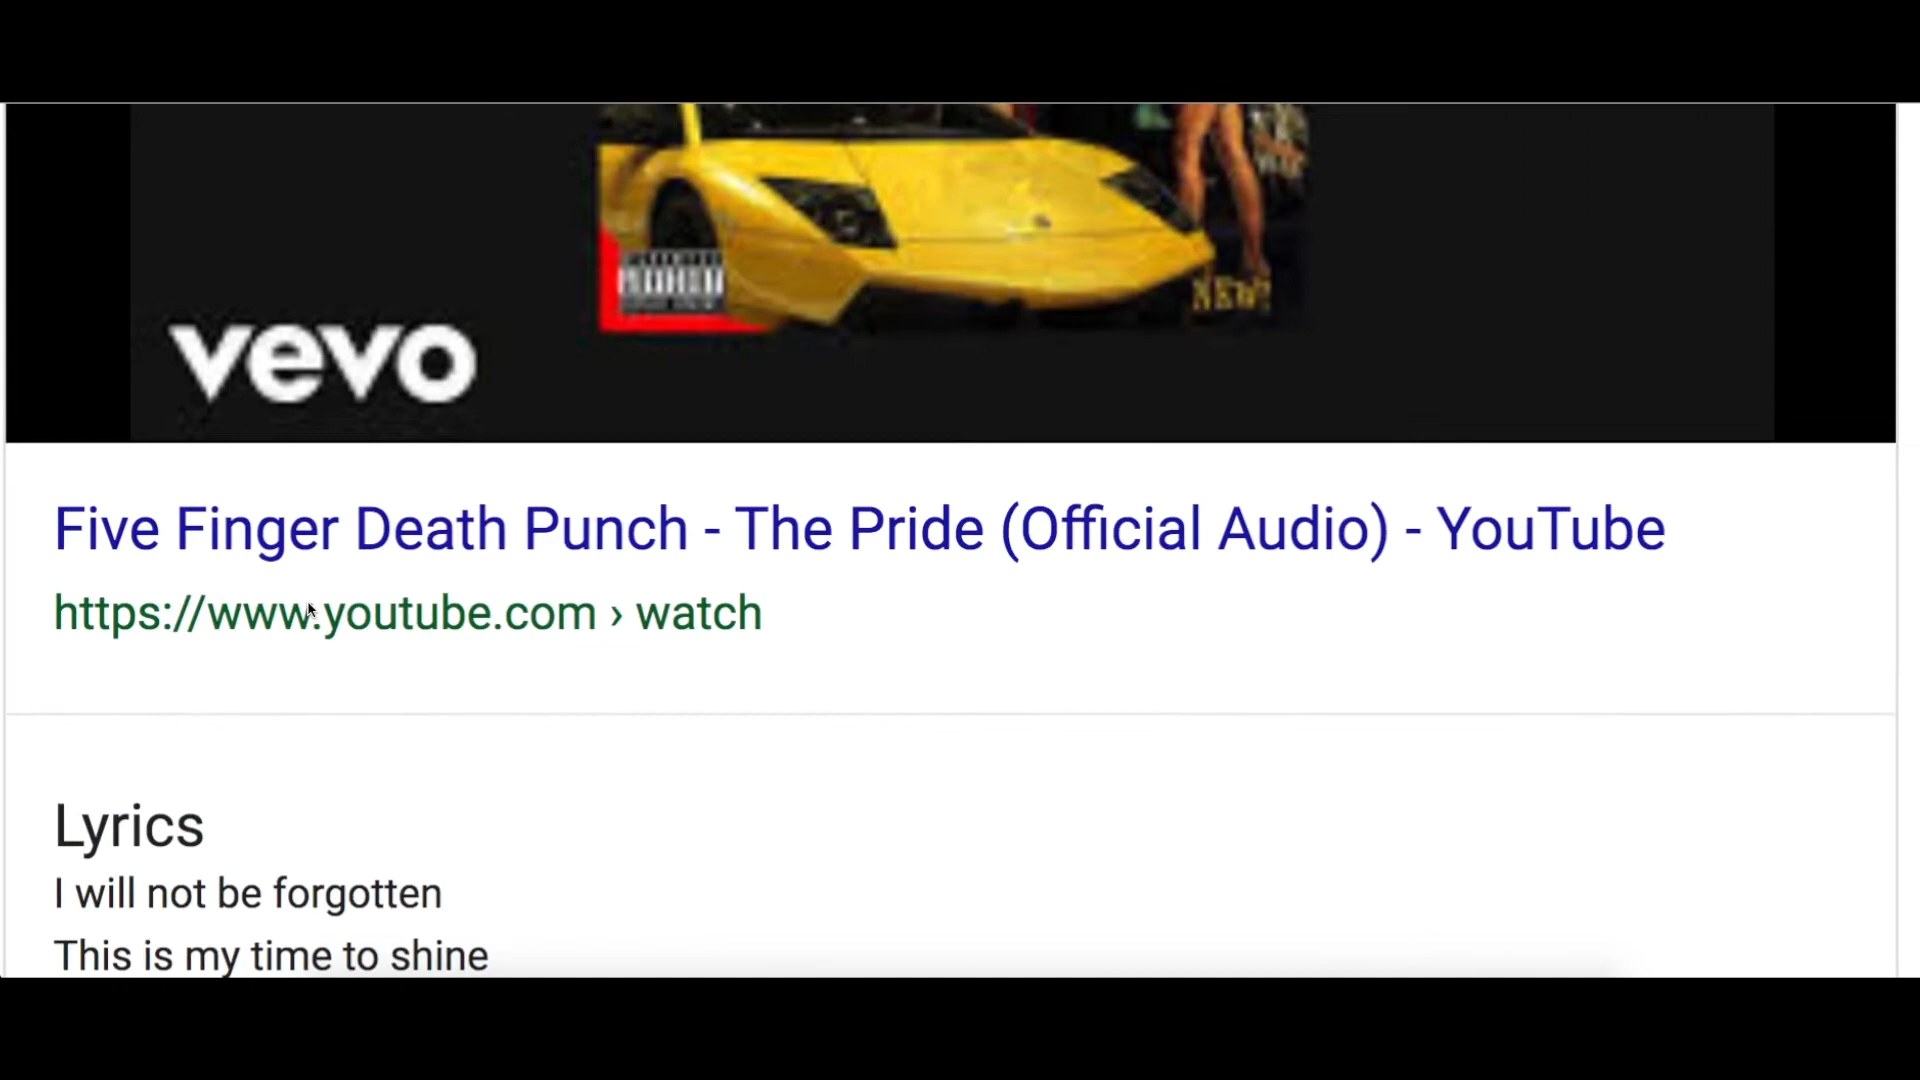 NEW!
vevo
Five Finger Death Punch - The Pride (Official Audio) - YouTube
https://www.youtube.com › watch
Lyrics
I will not be forgotten
This is my time to shine